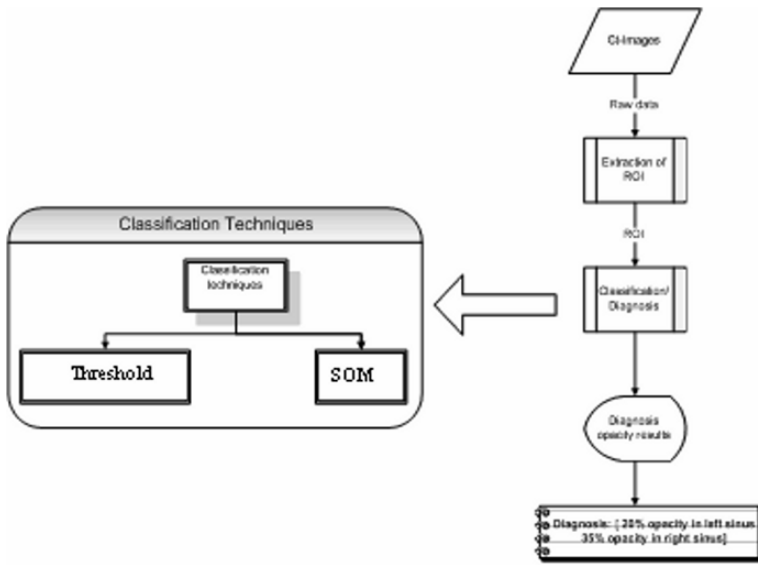 Ct-Images
Raw data
Extraction of
ROI
ROI
Classification/
Diagnosis
Diagnosis
opacity results
Diagnosis: [ 20% opacity in left sinus
35% opacity in right sinus]
Classification Techniques
Classification
techniques
Threshold
SOM